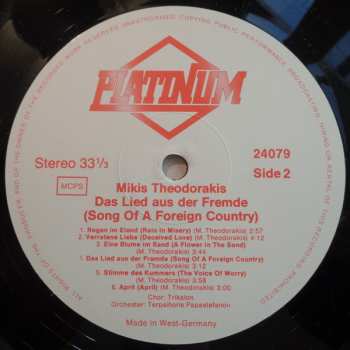 PLATINUM
Stereo 33⅓
24079
MCPS
Side 2
Mikis Theodorakis
Das Lied aus der Fremde
(Song Of A Foreign Country)
1. Regen im Eland (Rain In Misery) (M. Theodorakis) 2:57
2. Verratene Liebe (Deceived Love) (M. Theodorakis) 4:12
3. Eine Blume im Sand (A Flower in The Sand)
(M. Theodorakis) 3:44
Das Lied aus der Fremde (Song Of A Foreign Country)
(M. Theodorakis) 3:12
5. Stimme des Kummers (The Voice Of Worry)
(M. Theodorakis) 3:58
6. April (April) (M. Theodorakis) 3:00
Chor: Trikalon
Orchester: Terpsihorie Papastefanou
Made in West-Germany